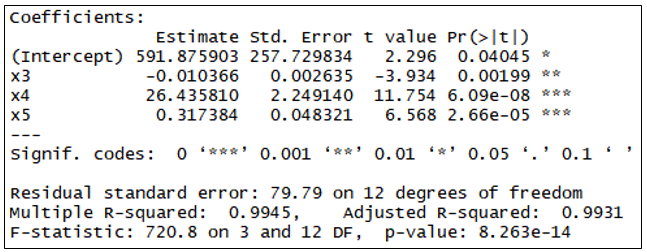 Coefficients:
              Estimate Std. Error t value Pr(>|t|)
(Intercept) 591.875903 257.729834   2.296  0.04045 *
x3           -0.010366   0.002635  -3.934  0.00199 **
x4           26.435810   2.249140  11.754 6.09e-08 ***
x5            0.317384   0.048321   6.568 2.66e-05 ***
---
Signif. codes:  0 ‘***’ 0.001 ‘**’ 0.01 ‘*’ 0.05 ‘.’ 0.1 ‘ ’
Residual standard error: 79.79 on 12 degrees of freedom
Multiple R-squared:  0.9945,    Adjusted R-squared:  0.9931
F-statistic: 720.8 on 3 and 12 DF,  p-value: 8.263e-14